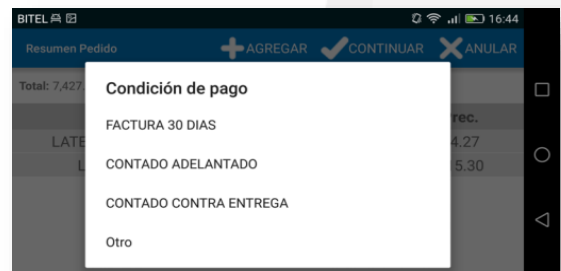 BITEL 16:44
Resumen Pedido AGREGAR CONTINUAR ANULAR
Total: 7,427.
Condición de pago
rec.
FACTURA 30 DIAS
LATE 4.27
CONTADO ADELANTADO
L 5.30
CONTADO CONTRA ENTREGA
Otro